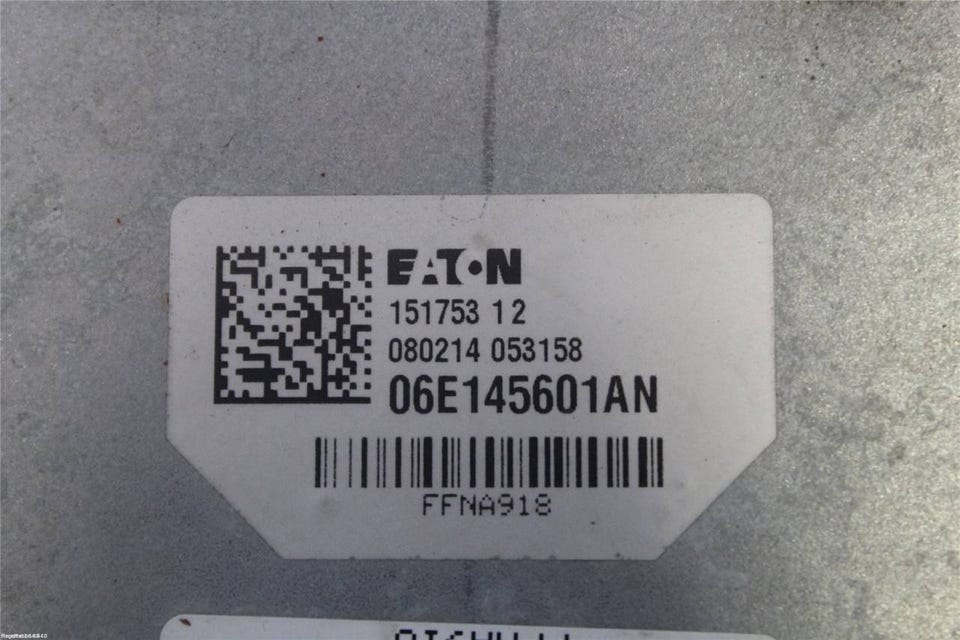 EATON
151753 12
080214 053158
06E145601AN
FFNA918